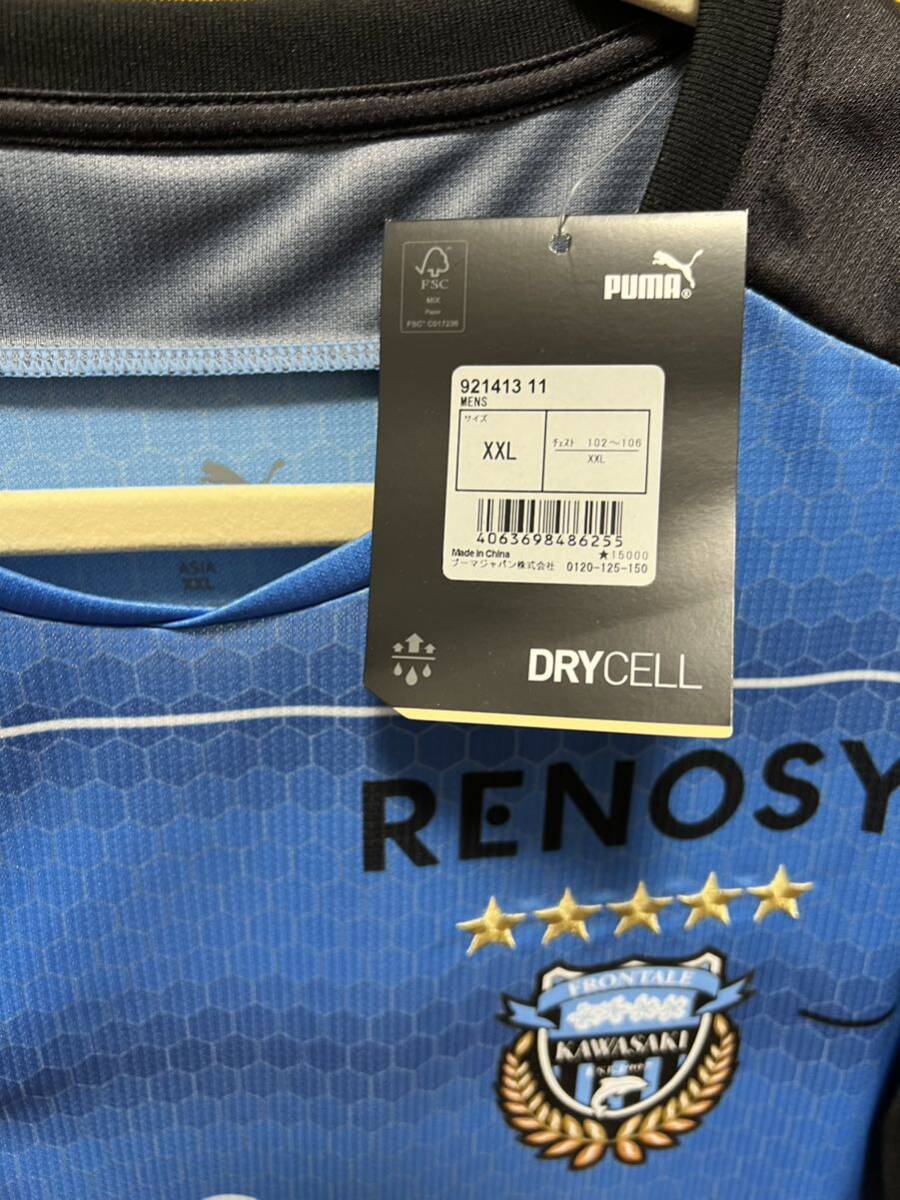 FSC
MIX
Paper
FSC® C017236
PUMA®
921413 11
MENS
サイズ
XXL
チェスト 102～106
XXL
4063698486255
Made in China ★15000
プーマジャパン株式会社 0120-125-150
DRYCELL
ASIA
XXL
RENOSY
FRONTALE
KAWASAKI